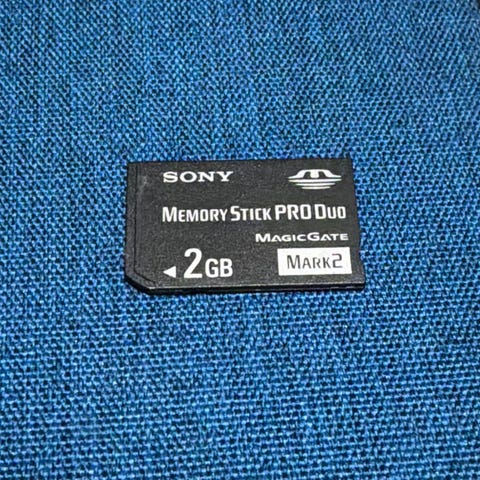 SONY
MEMORY STICK PRO DUO
MAGICGATE
2GB
MARK2